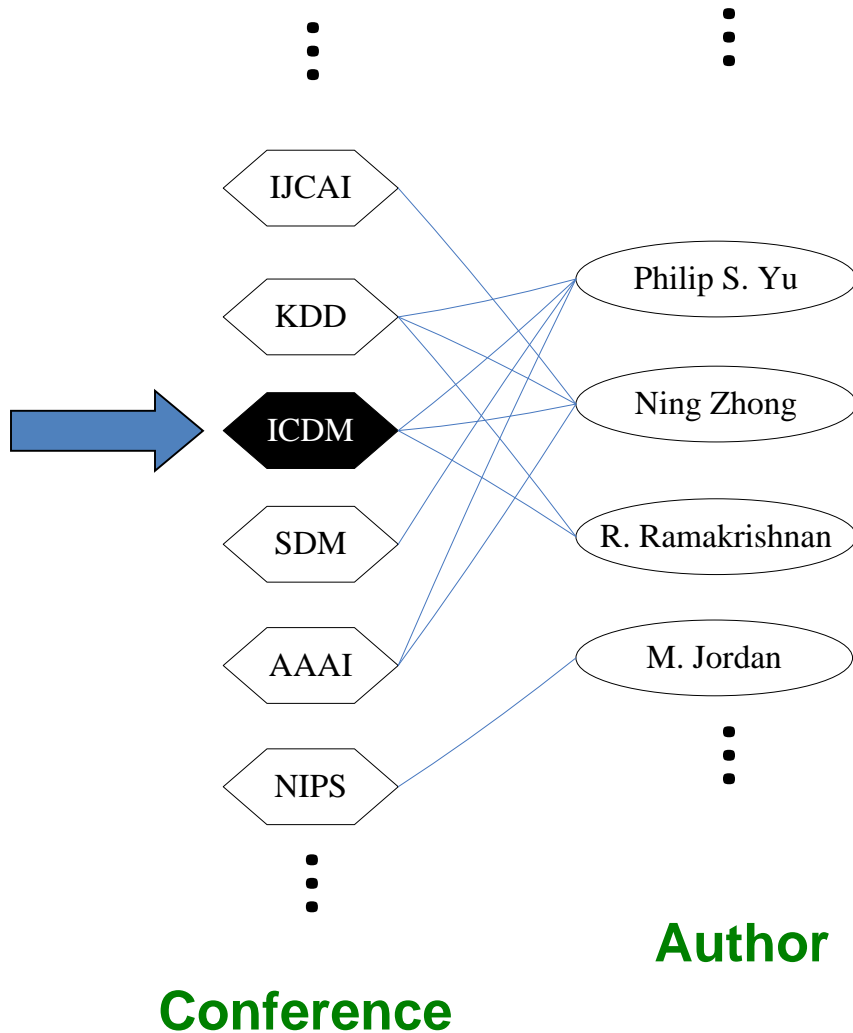 IJCAI
KDD
ICDM
SDM
AAAI
NIPS
Conference
Philip S. Yu
Ning Zhong
R. Ramakrishnan
M. Jordan
Author